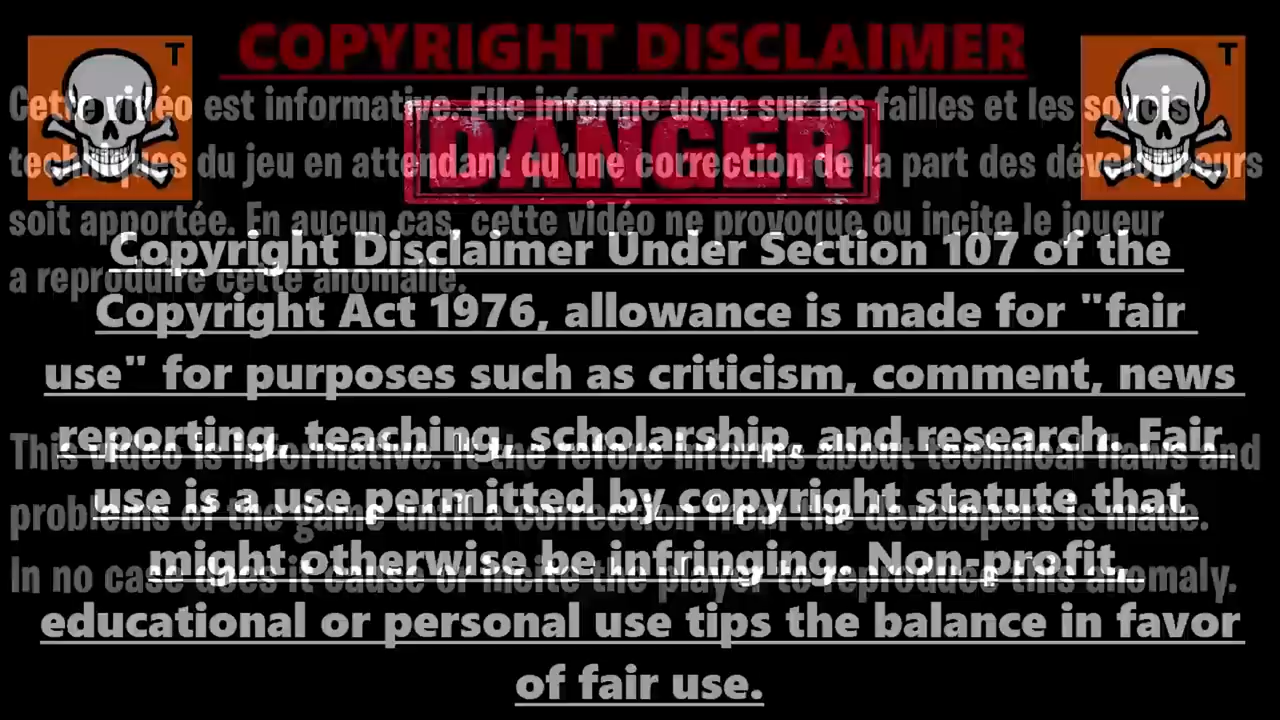 COPYRIGHT DISCLAIMER
T
T
DANGER
Cette vidéo est informative. Elle informe donc sur les failles et les soucis
techniques du jeu en attendant qu'une correction de la part des développeurs
soit apportée. En aucun cas, cette vidéo ne provoque ou incite le joueur
a reproduire cette anomalie.
Copyright Disclaimer Under Section 107 of the
Copyright Act 1976, allowance is made for "fair
use" for purposes such as criticism, comment, news
reporting, teaching, scholarship, and research. Fair
use is a use permitted by copyright statute that
might otherwise be infringing. Non-profit,
educational or personal use tips the balance in favor
of fair use.
This video is informative. It the refore informs about technical flaws and
problems of the game until a correction from the developers is made.
In no case does it cause or incite the player to reproduce this anomaly.